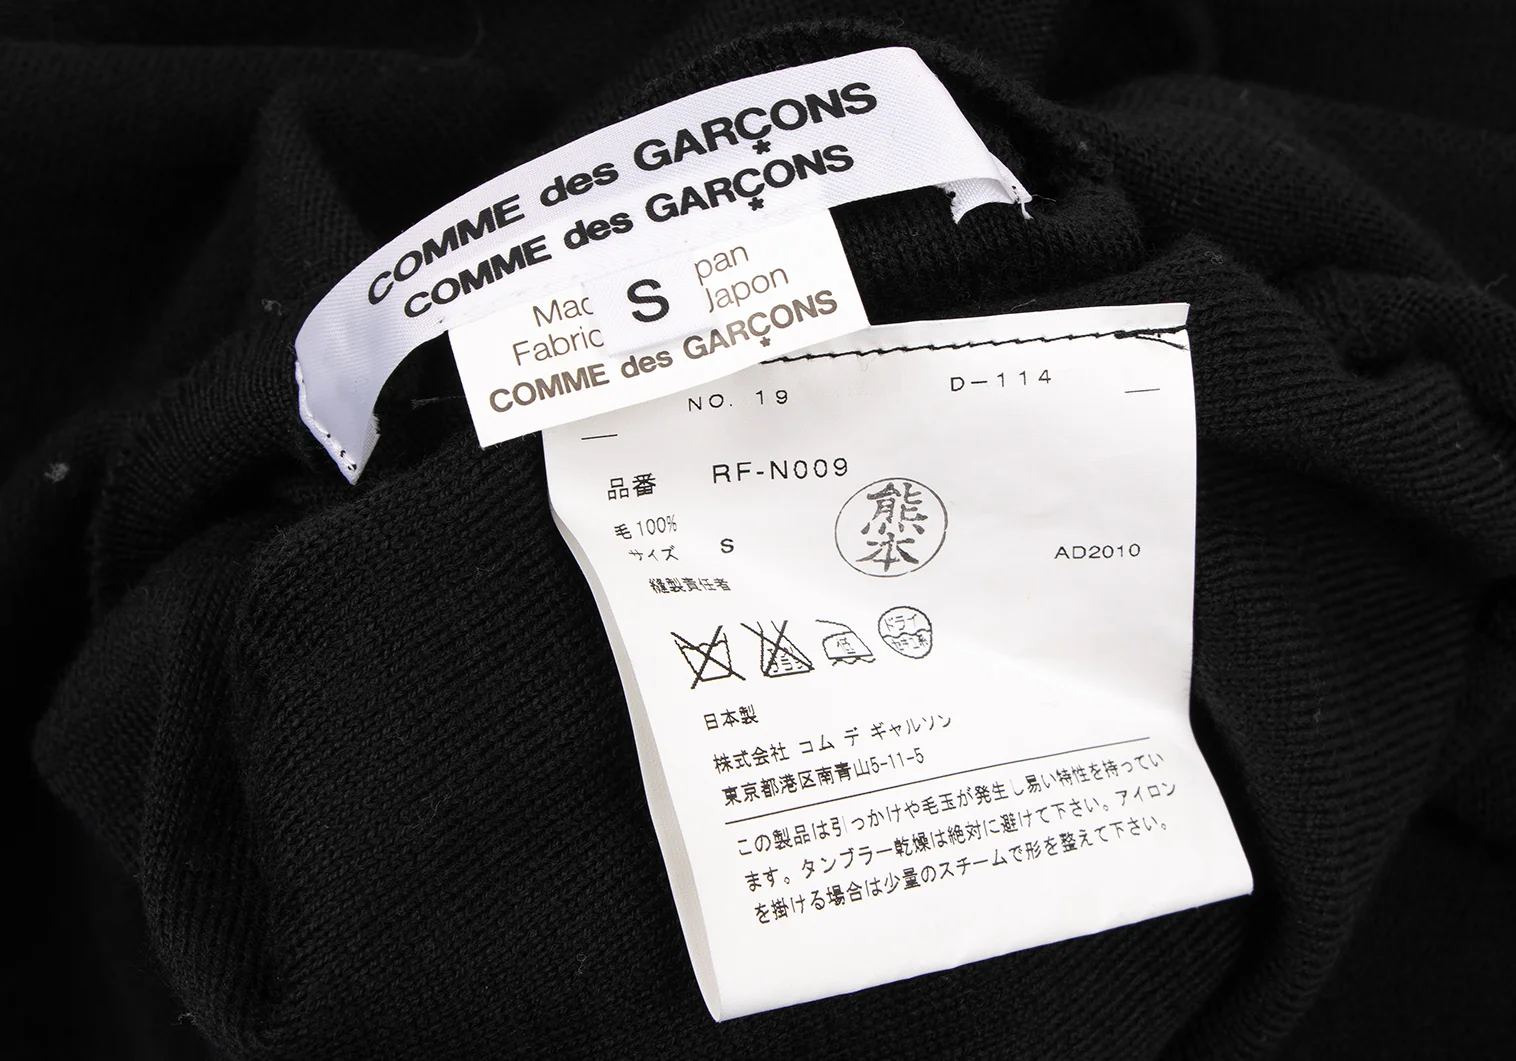 COMME des GARÇONS
COMME des GARÇONS
S
pan
Japon
COMME des GARÇONS
NO. 19 D-114
品番 RF-N009
熊本
毛 100%
サイズ S
AD2010
縫製責任者
低
ドライ
日本製
株式会社 コム デ ギャルソン
東京都港区南青山5-11-5
この製品は引っかけや毛玉が発生し易い特性を持ってい
ます。タンブラー乾燥は絶対に避けて下さい。アイロン
を掛ける場合は少量のスチームで形を整えて下さい。